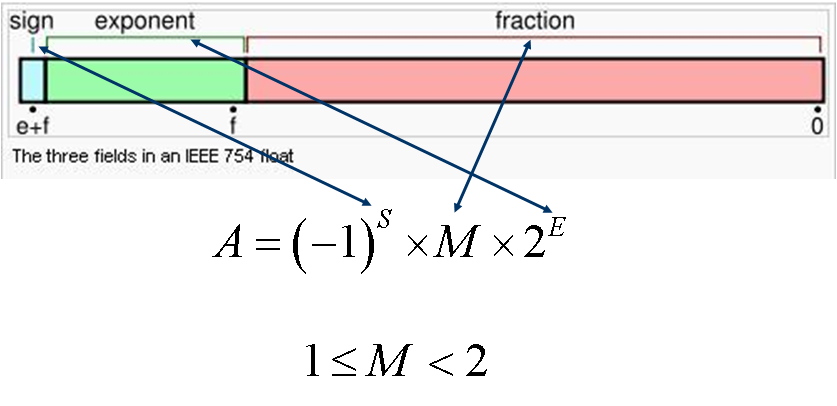 sign exponent fraction
e+f f 0
The three fields in an IEEE 754 float
A = (−1)^S × M × 2^E
1 ≤ M < 2